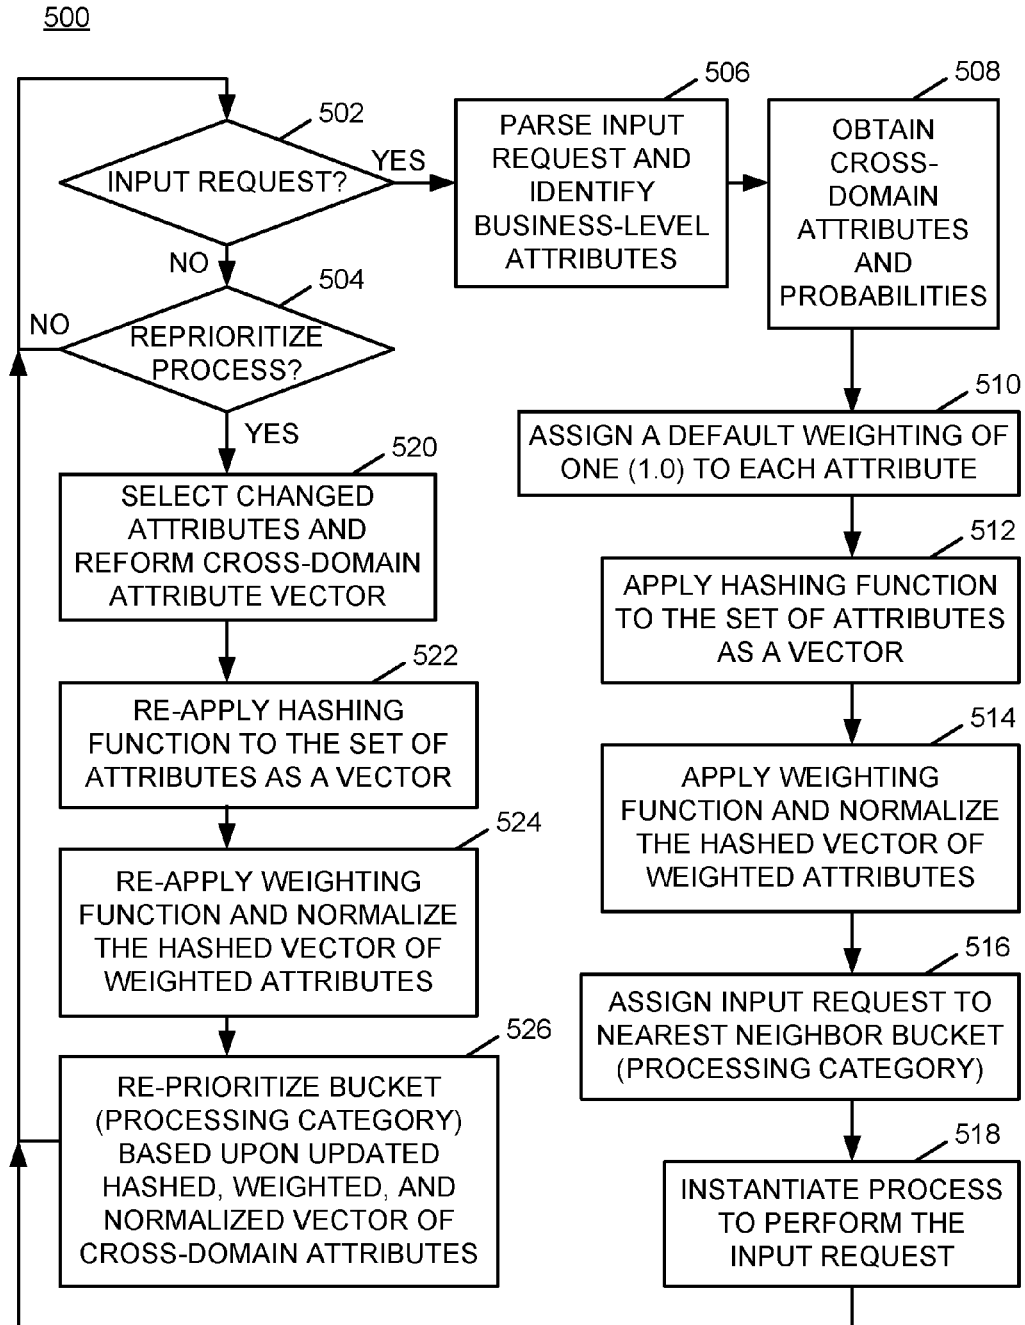 500
502
INPUT REQUEST?
YES
NO
504
REPRIORITIZE
PROCESS?
NO
YES
506
PARSE INPUT
REQUEST AND
IDENTIFY
BUSINESS-LEVEL
ATTRIBUTES
508
OBTAIN
CROSS-
DOMAIN
ATTRIBUTES
AND
PROBABILITIES
510
ASSIGN A DEFAULT WEIGHTING OF
ONE (1.0) TO EACH ATTRIBUTE
512
APPLY HASHING FUNCTION
TO THE SET OF ATTRIBUTES
AS A VECTOR
514
APPLY WEIGHTING
FUNCTION AND NORMALIZE
THE HASHED VECTOR OF
WEIGHTED ATTRIBUTES
516
ASSIGN INPUT REQUEST TO
NEAREST NEIGHBOR BUCKET
(PROCESSING CATEGORY)
518
INSTANTIATE PROCESS
TO PERFORM THE
INPUT REQUEST
520
SELECT CHANGED
ATTRIBUTES AND
REFORM CROSS-DOMAIN
ATTRIBUTE VECTOR
522
RE-APPLY HASHING
FUNCTION TO THE SET OF
ATTRIBUTES AS A VECTOR
524
RE-APPLY WEIGHTING
FUNCTION AND NORMALIZE
THE HASHED VECTOR OF
WEIGHTED ATTRIBUTES
526
RE-PRIORITIZE BUCKET
(PROCESSING CATEGORY)
BASED UPON UPDATED
HASHED, WEIGHTED, AND
NORMALIZED VECTOR OF
CROSS-DOMAIN ATTRIBUTES